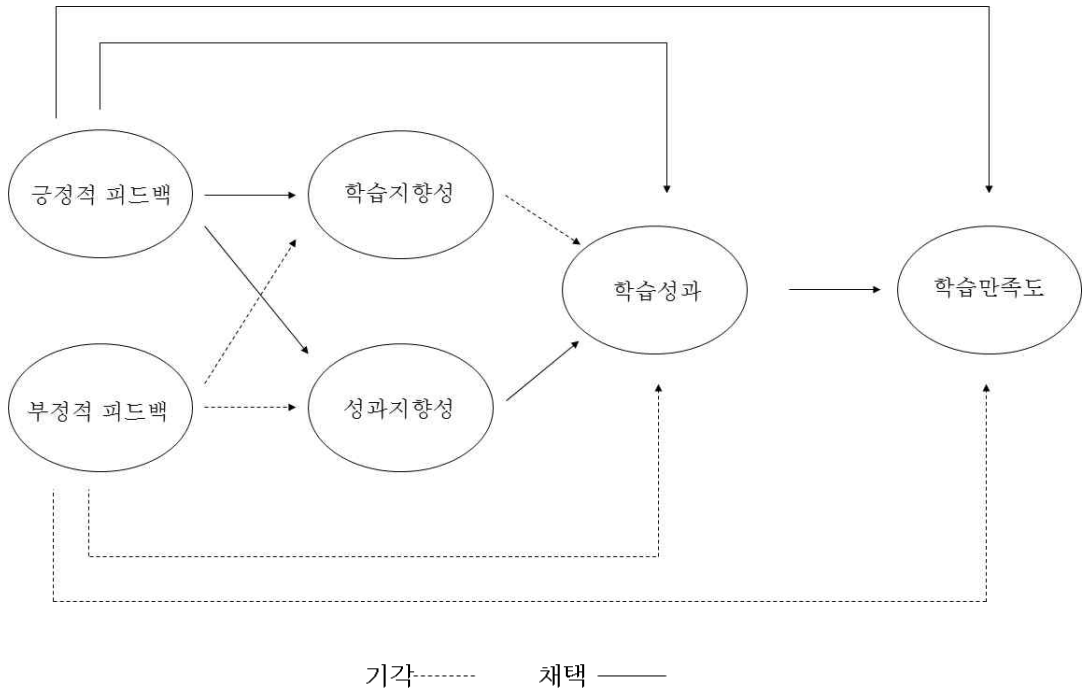 긍정적 피드백
학습지향성
학습성과
학습만족도
부정적 피드백
성과지향성
기각 채택